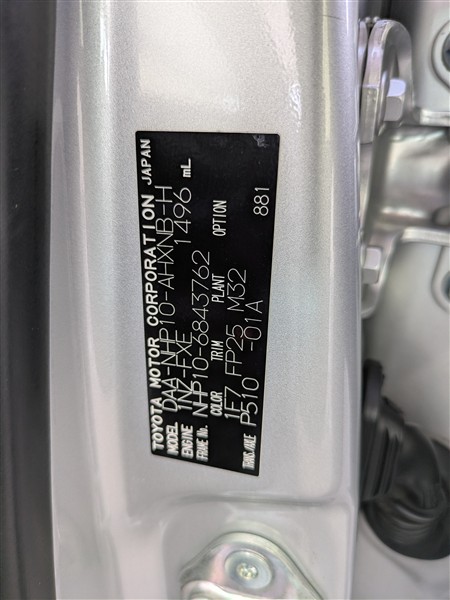 TOYOTA MOTOR CORPORATION JAPAN
MODEL DAA-NHP10-AHXNB-H
ENGINE 1NZ-FXE 1496 mL
FRAME No. NHP10-6843762
COLOR TRIM PLANT OPTION
1F7 FP25 M32 881
TRANS/AXLE P510 -01A